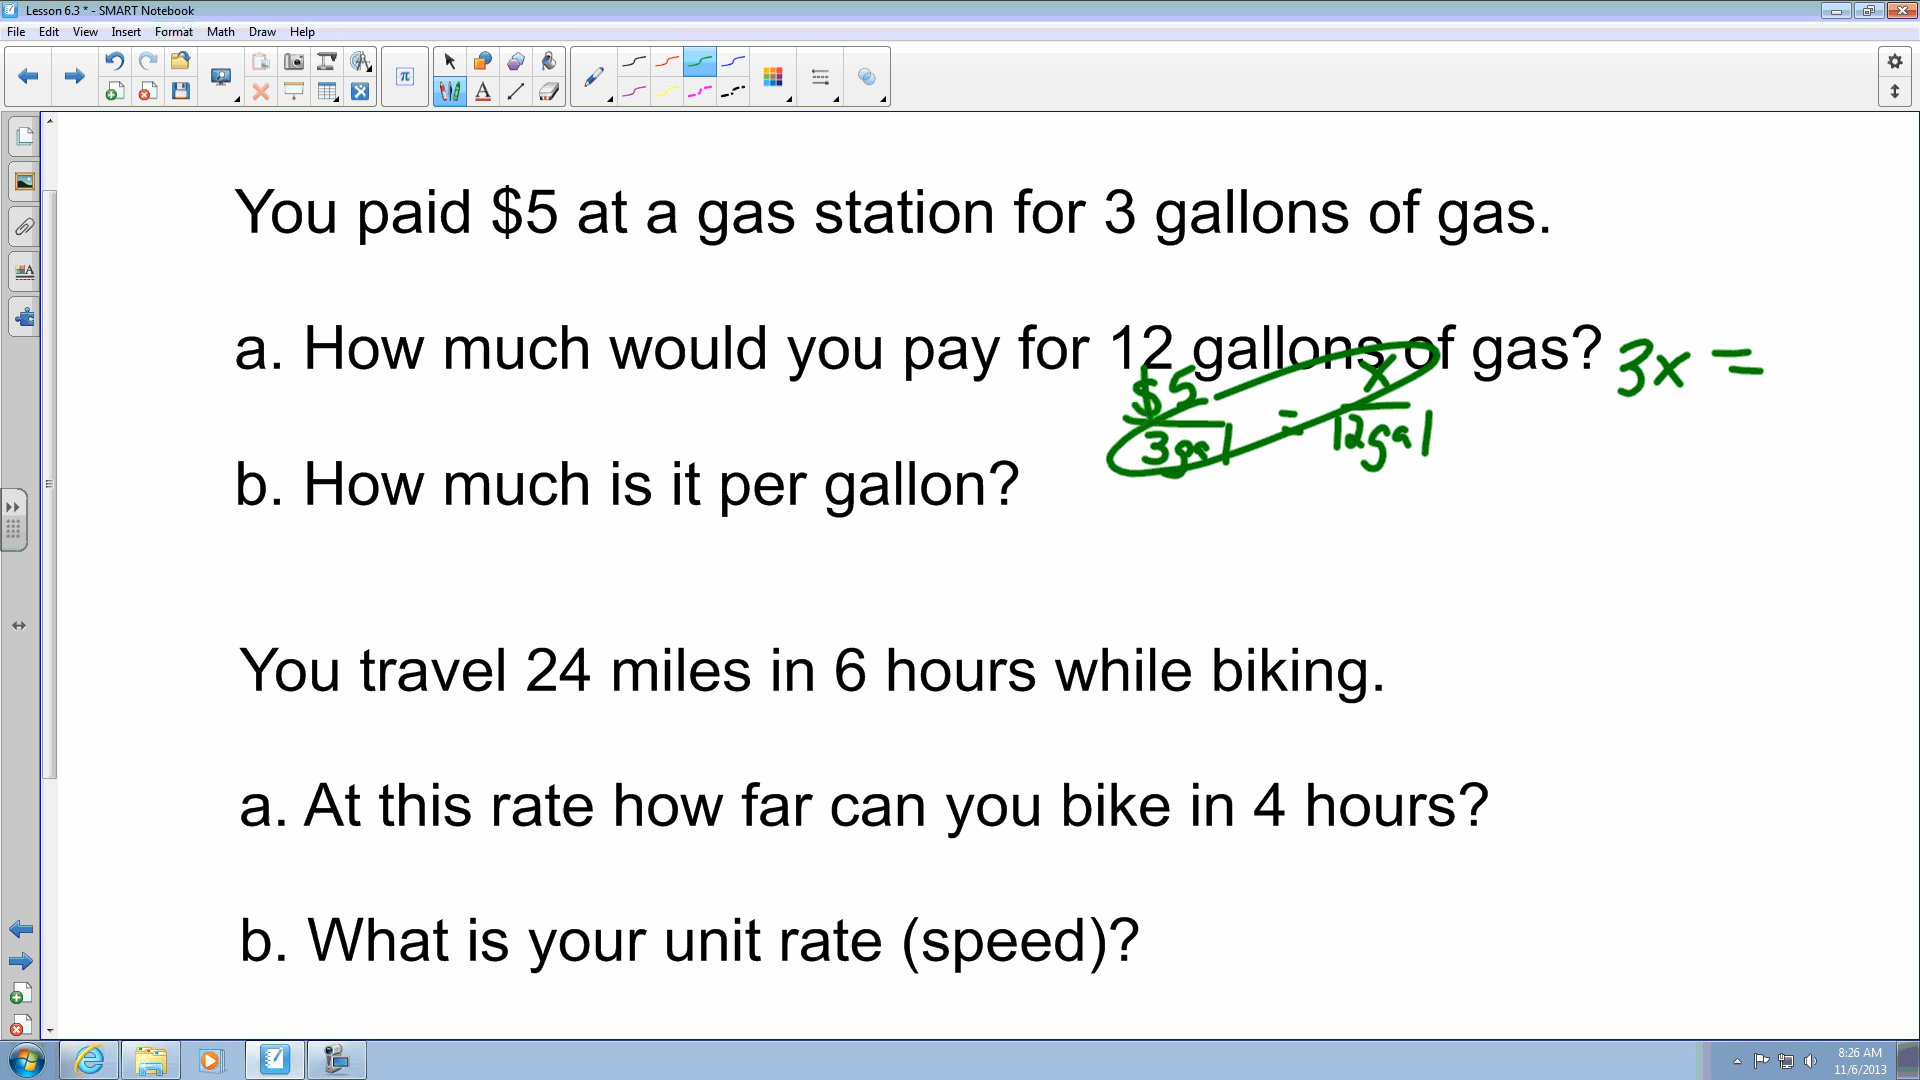 Lesson 6.3 * - SMART Notebook
File Edit View Insert Format Math Draw Help
π
A
You paid $5 at a gas station for 3 gallons of gas.
a. How much would you pay for 12 gallons of gas? 3x =
$5 = x
3gal 12gal
b. How much is it per gallon?
You travel 24 miles in 6 hours while biking.
a. At this rate how far can you bike in 4 hours?
b. What is your unit rate (speed)?
8:26 AM
11/6/2013